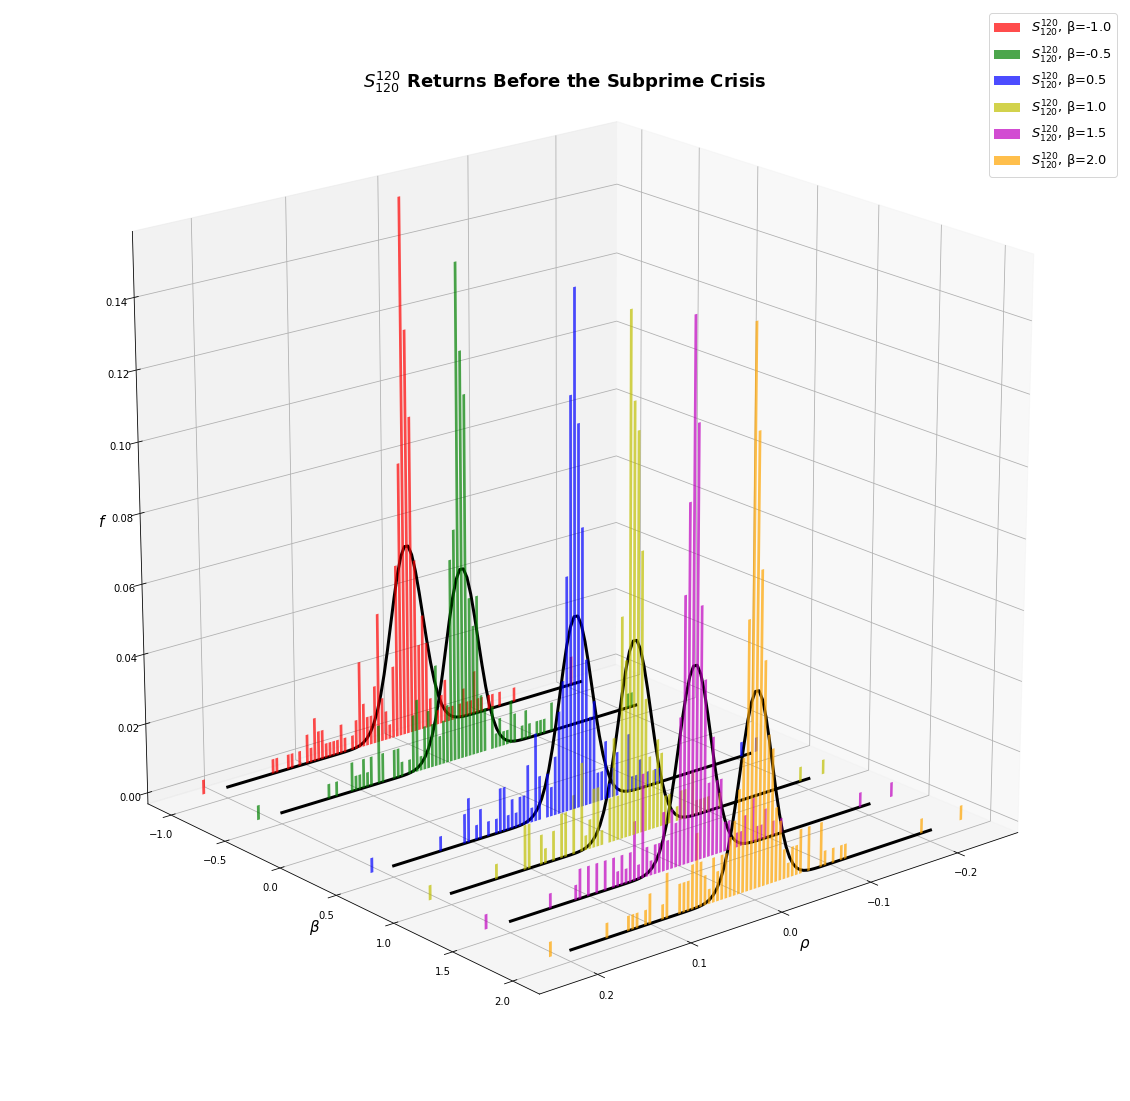 S^{120}_{120}, β=-1.0
S^{120}_{120}, β=-0.5
S^{120}_{120}, β=0.5
S^{120}_{120}, β=1.0
S^{120}_{120}, β=1.5
S^{120}_{120}, β=2.0
S^{120}_{120} Returns Before the Subprime Crisis
0.14
0.12
0.10
f 0.08
0.06
0.04
0.02
0.00
−1.0
−0.5
0.0
0.5
1.0
1.5
2.0
β
0.2
0.1
0.0
−0.1
−0.2
ρ